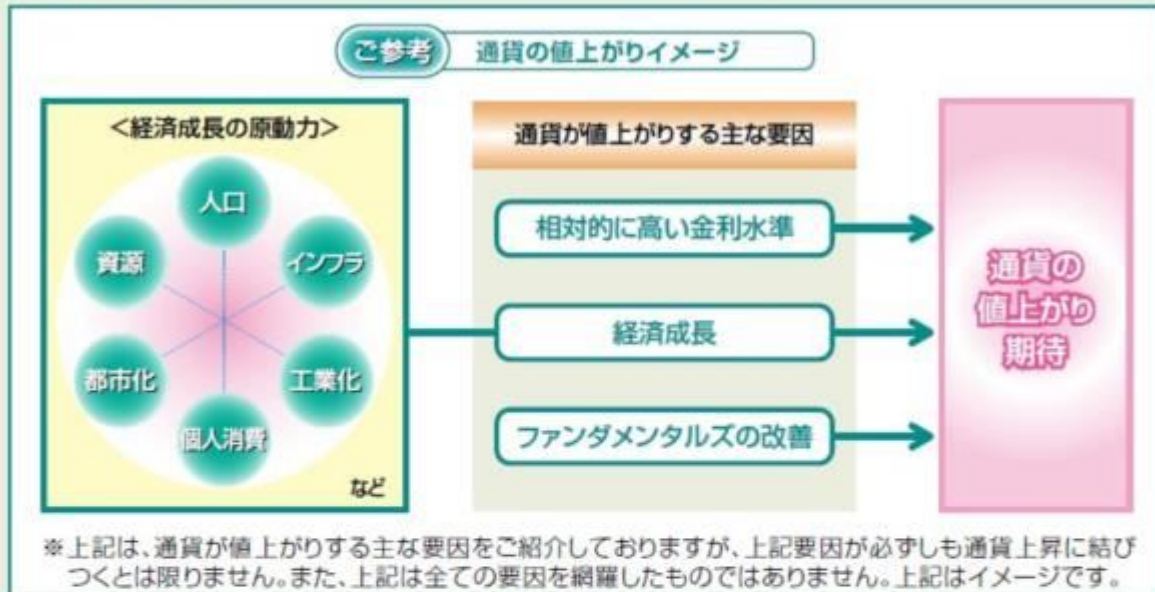 ご参考 通貨の値上がりイメージ
<経済成長の原動力>
人口
資源
インフラ
都市化
工業化
個人消費
など
通貨が値上がりする主な要因
相対的に高い金利水準
経済成長
ファンダメンタルズの改善
通貨の
値上がり
期待
※上記は、通貨が値上がりする主な要因をご紹介しておりますが、上記要因が必ずしも通貨上昇に結び
つくとは限りません。また、上記は全ての要因を網羅したものではありません。上記はイメージです。